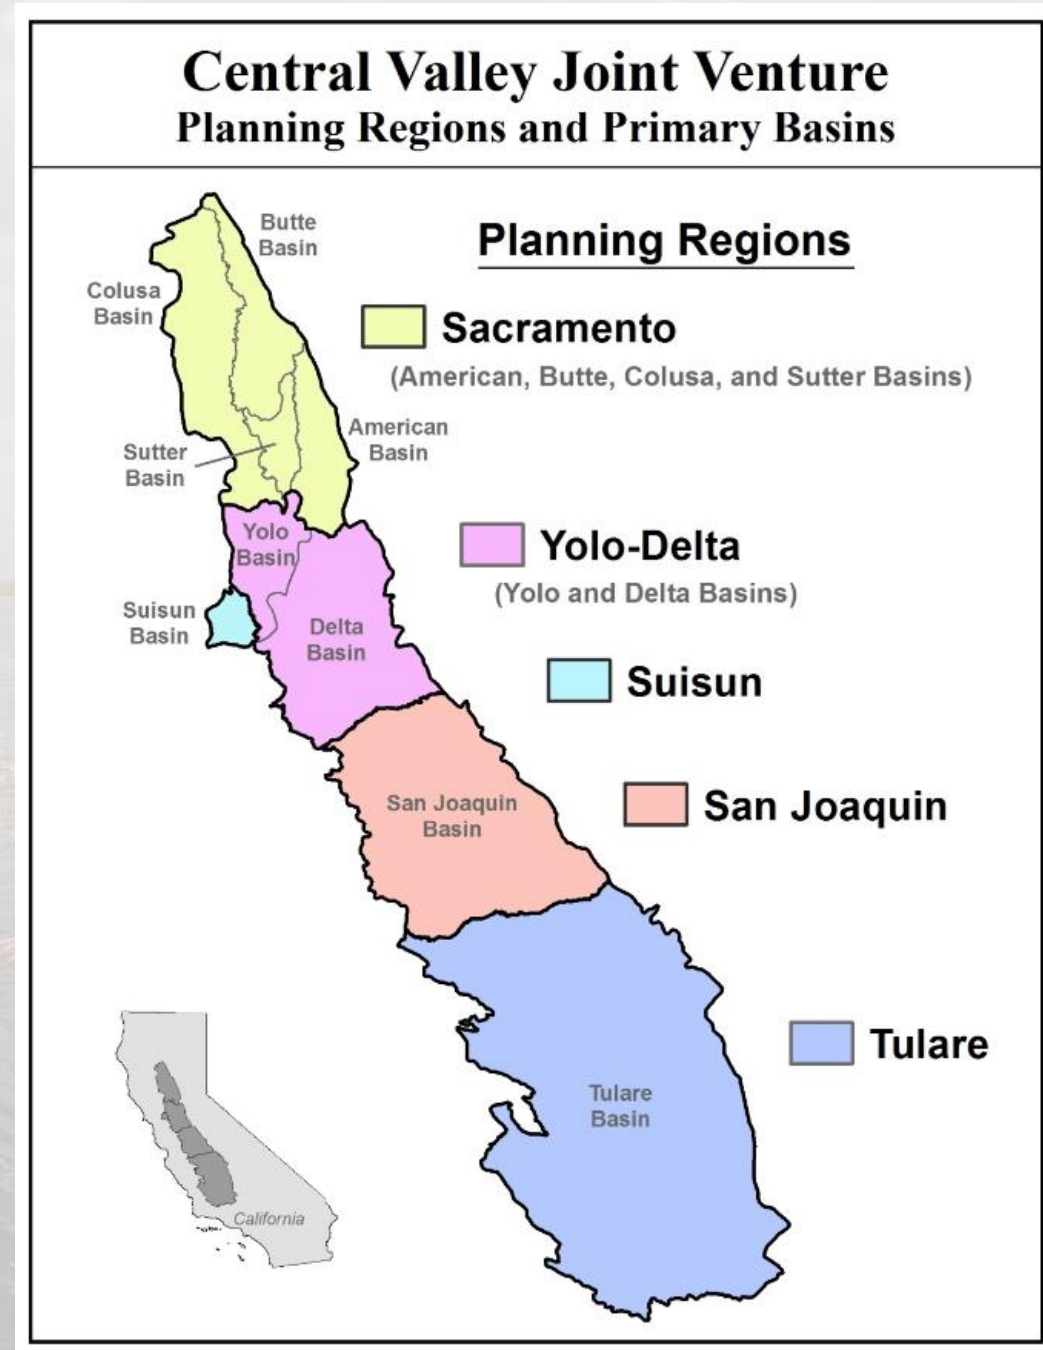 Central Valley Joint Venture
Planning Regions and Primary Basins
Planning Regions
Butte
Basin
Colusa
Basin
Sacramento
(American, Butte, Colusa, and Sutter Basins)
American
Basin
Sutter
Basin
Yolo
Basin
Yolo-Delta
(Yolo and Delta Basins)
Suisun
Basin
Delta
Basin
Suisun
San Joaquin
Basin
San Joaquin
Tulare
Tulare
Basin
California